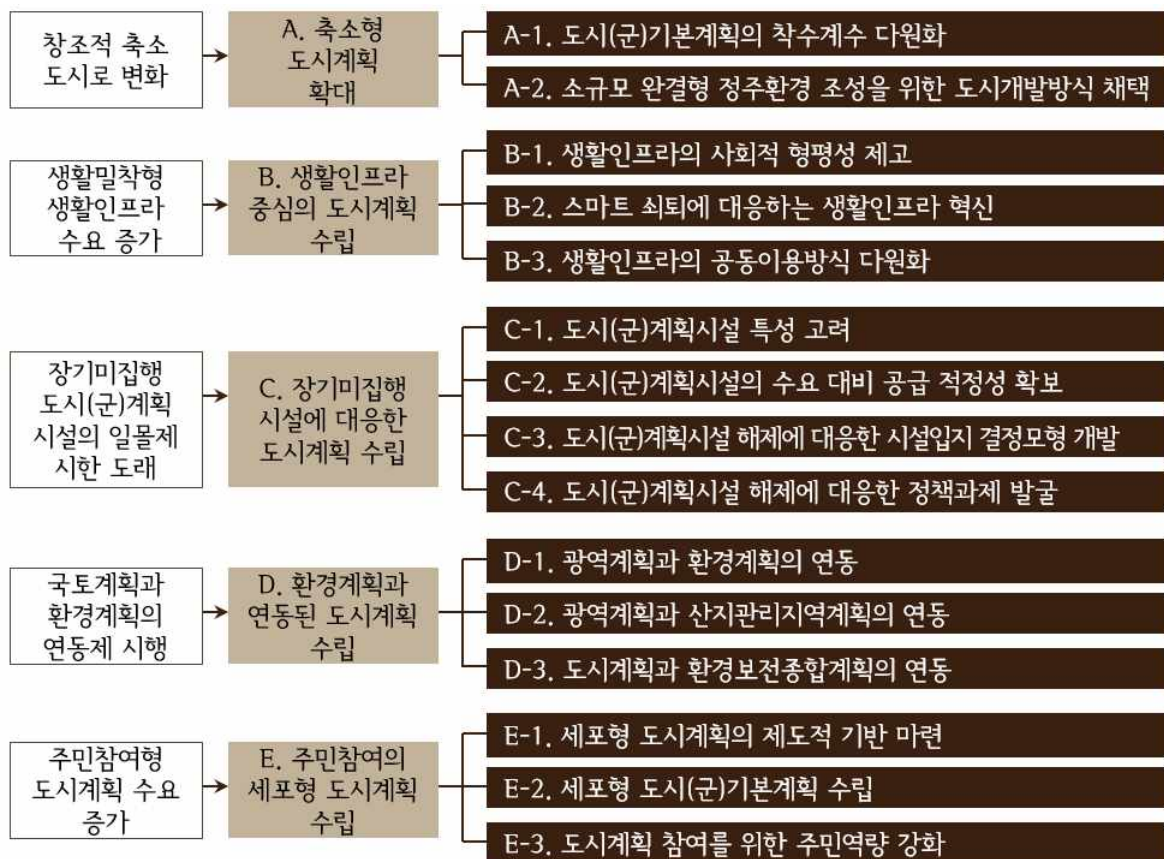 창조적 축소
도시로 변화
A. 축소형
도시계획
확대
A-1. 도시(군)기본계획의 착수계수 다원화
A-2. 소규모 완결형 정주환경 조성을 위한 도시개발방식 채택
생활밀착형
생활인프라
수요 증가
B. 생활인프라
중심의 도시계획
수립
B-1. 생활인프라의 사회적 형평성 제고
B-2. 스마트 쇠퇴에 대응하는 생활인프라 혁신
B-3. 생활인프라의 공동이용방식 다원화
장기미집행
도시(군)계획
시설의 일몰제
시한 도래
C. 장기미집행
시설에 대응한
도시계획 수립
C-1. 도시(군)계획시설 특성 고려
C-2. 도시(군)계획시설의 수요 대비 공급 적정성 확보
C-3. 도시(군)계획시설 해제에 대응한 시설입지 결정모형 개발
C-4. 도시(군)계획시설 해제에 대응한 정책과제 발굴
국토계획과
환경계획의
연동제 시행
D. 환경계획과
연동된 도시계획
수립
D-1. 광역계획과 환경계획의 연동
D-2. 광역계획과 산지관리지역계획의 연동
D-3. 도시계획과 환경보전종합계획의 연동
주민참여형
도시계획 수요
증가
E. 주민참여의
세포형 도시계획
수립
E-1. 세포형 도시계획의 제도적 기반 마련
E-2. 세포형 도시(군)기본계획 수립
E-3. 도시계획 참여를 위한 주민역량 강화